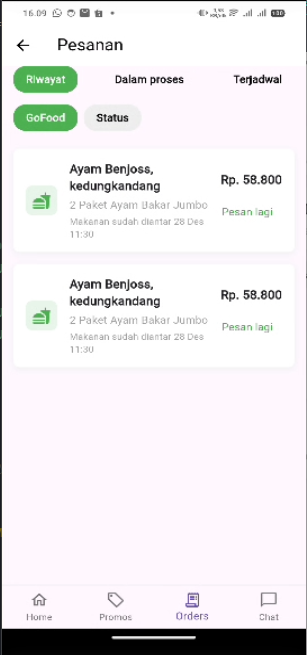 16.09
Pesanan
Riwayat
Dalam proses
Terjadwal
GoFood
Status
Ayam Benjoss,
kedungkandang
Rp. 58.800
2 Paket Ayam Bakar Jumbo
Pesan lagi
Makanan sudah diantar 28 Des
11:30
Ayam Benjoss,
kedungkandang
Rp. 58.800
2 Paket Ayam Bakar Jumbo
Pesan lagi
Makanan sudah diantar 28 Des
11:30
Home
Promos
Orders
Chat